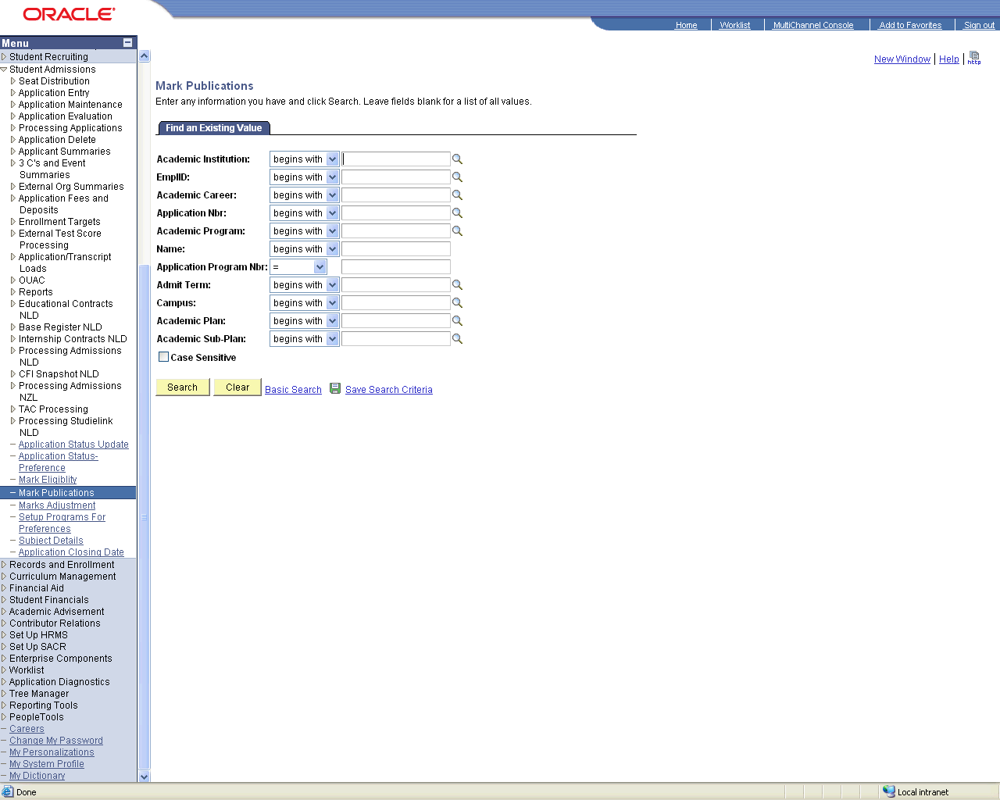 ORACLE®
Home
Worklist
MultiChannel Console
Add to Favorites
Sign out
Menu
Student Recruiting
Student Admissions
Seat Distribution
Application Entry
Application Maintenance
Application Evaluation
Processing Applications
Application Delete
Applicant Summaries
3 C's and Event
Summaries
External Org Summaries
Application Fees and
Deposits
Enrollment Targets
External Test Score
Processing
Application/Transcript
Loads
OUAC
Reports
Educational Contracts
NLD
Base Register NLD
Internship Contracts NLD
Processing Admissions
NLD
CFI Snapshot NLD
Processing Admissions
NZL
TAC Processing
Processing Studielink
NLD
Application Status Update
Application Status-
Preference
Mark Eligiblity
Mark Publications
Marks Adjustment
Setup Programs For
Preferences
Subject Details
Application Closing Date
Records and Enrollment
Curriculum Management
Financial Aid
Student Financials
Academic Advisement
Contributor Relations
Set Up HRMS
Set Up SACR
Enterprise Components
Worklist
Application Diagnostics
Tree Manager
Reporting Tools
PeopleTools
Careers
Change My Password
My Personalizations
My System Profile
My Dictionary
New Window | Help | http
Mark Publications
Enter any information you have and click Search. Leave fields blank for a list of all values.
Find an Existing Value
Academic Institution: begins with
EmplID: begins with
Academic Career: begins with
Application Nbr: begins with
Academic Program: begins with
Name: begins with
Application Program Nbr: =
Admit Term: begins with
Campus: begins with
Academic Plan: begins with
Academic Sub-Plan: begins with
Case Sensitive
Search Clear Basic Search Save Search Criteria
Done
Local intranet